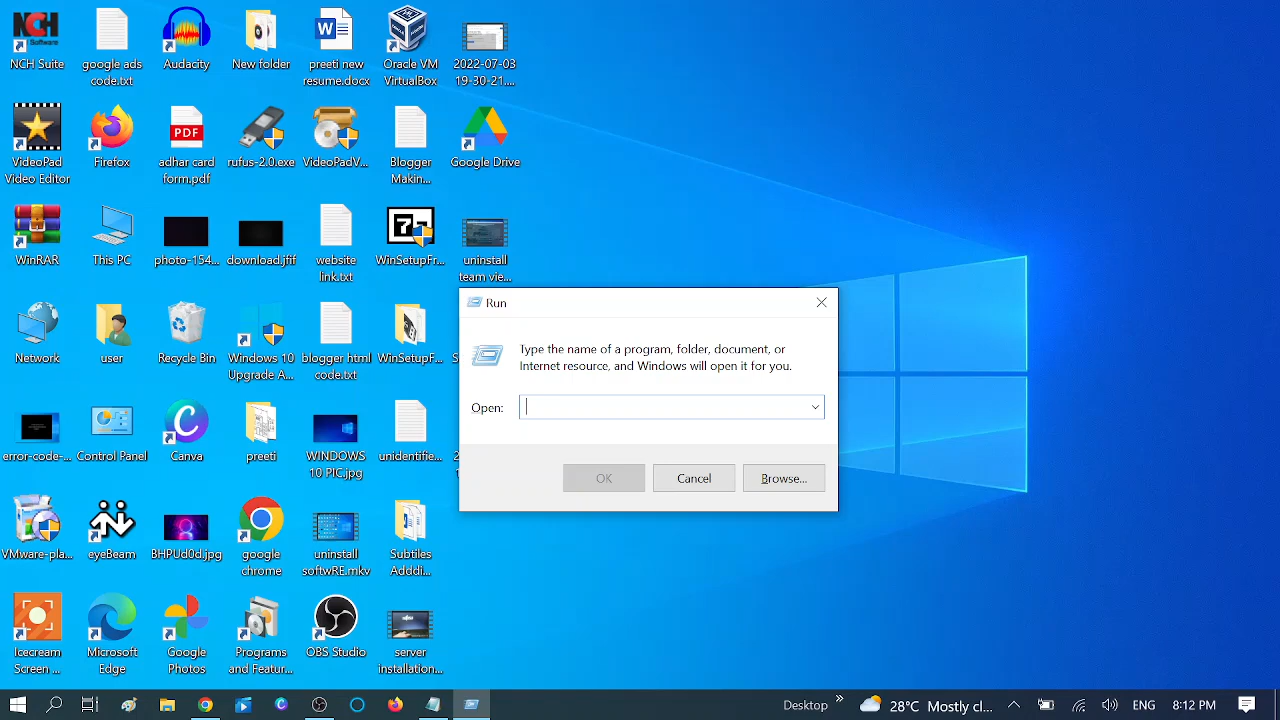 NCH Suite
google ads
code.txt
Audacity
New folder
preeti new
resume.docx
Oracle VM
VirtualBox
2022-07-03
19-30-21....
VideoPad
Video Editor
Firefox
PDF
adhar card
form.pdf
rufus-2.0.exe
VideoPadV...
Blogger
Makin...
Google Drive
WinRAR
This PC
photo-154...
download.jfif
website
link.txt
WinSetupFr...
uninstall
team vie...
Network
user
Recycle Bin
Windows 10
Upgrade A...
blogger html
code.txt
WinSetupF...
Run
Type the name of a program, folder, document, or
Internet resource, and Windows will open it for you.
Open:
OK
Cancel
Browse...
error-code-...
Control Panel
Canva
preeti
WINDOWS
10 PIC.jpg
unidentifie...
VMware-pla...
eyeBeam
BHPUd0d.jpg
google
chrome
uninstall
softwRE.mkv
Subtiles
Adddi...
Icecream
Screen ...
Microsoft
Edge
Google
Photos
Programs
and Featur...
OBS Studio
server
installation...
Desktop
28°C Mostly cl...
ENG
8:12 PM